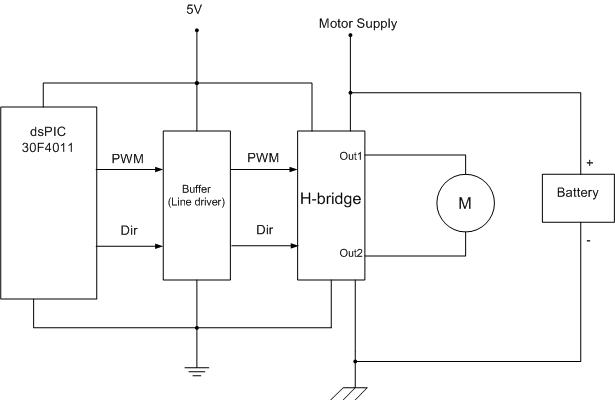 5V
Motor Supply
dsPIC
30F4011
PWM
PWM
Out1
+
Buffer
(Line driver)
H-bridge
M
Battery
Dir
Dir
Out2
-